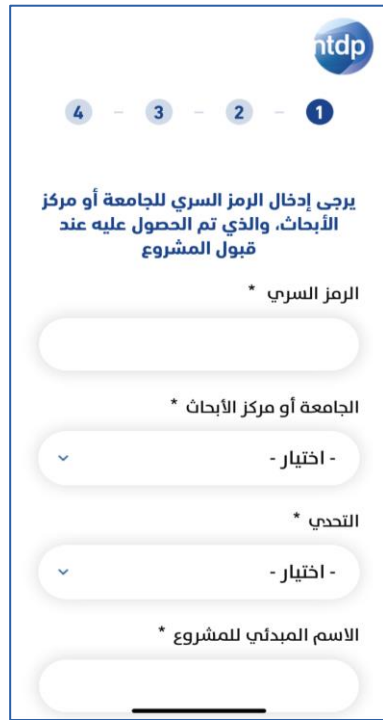 ntdp
1 - 2 - 3 - 4
يرجى إدخال الرمز السري للجامعة أو مركز
الأبحاث، والذي تم الحصول عليه عند
قبول المشروع
الرمز السري *
الجامعة أو مركز الأبحاث *
- اختيار -
التحدي *
- اختيار -
الاسم المبدئي للمشروع *